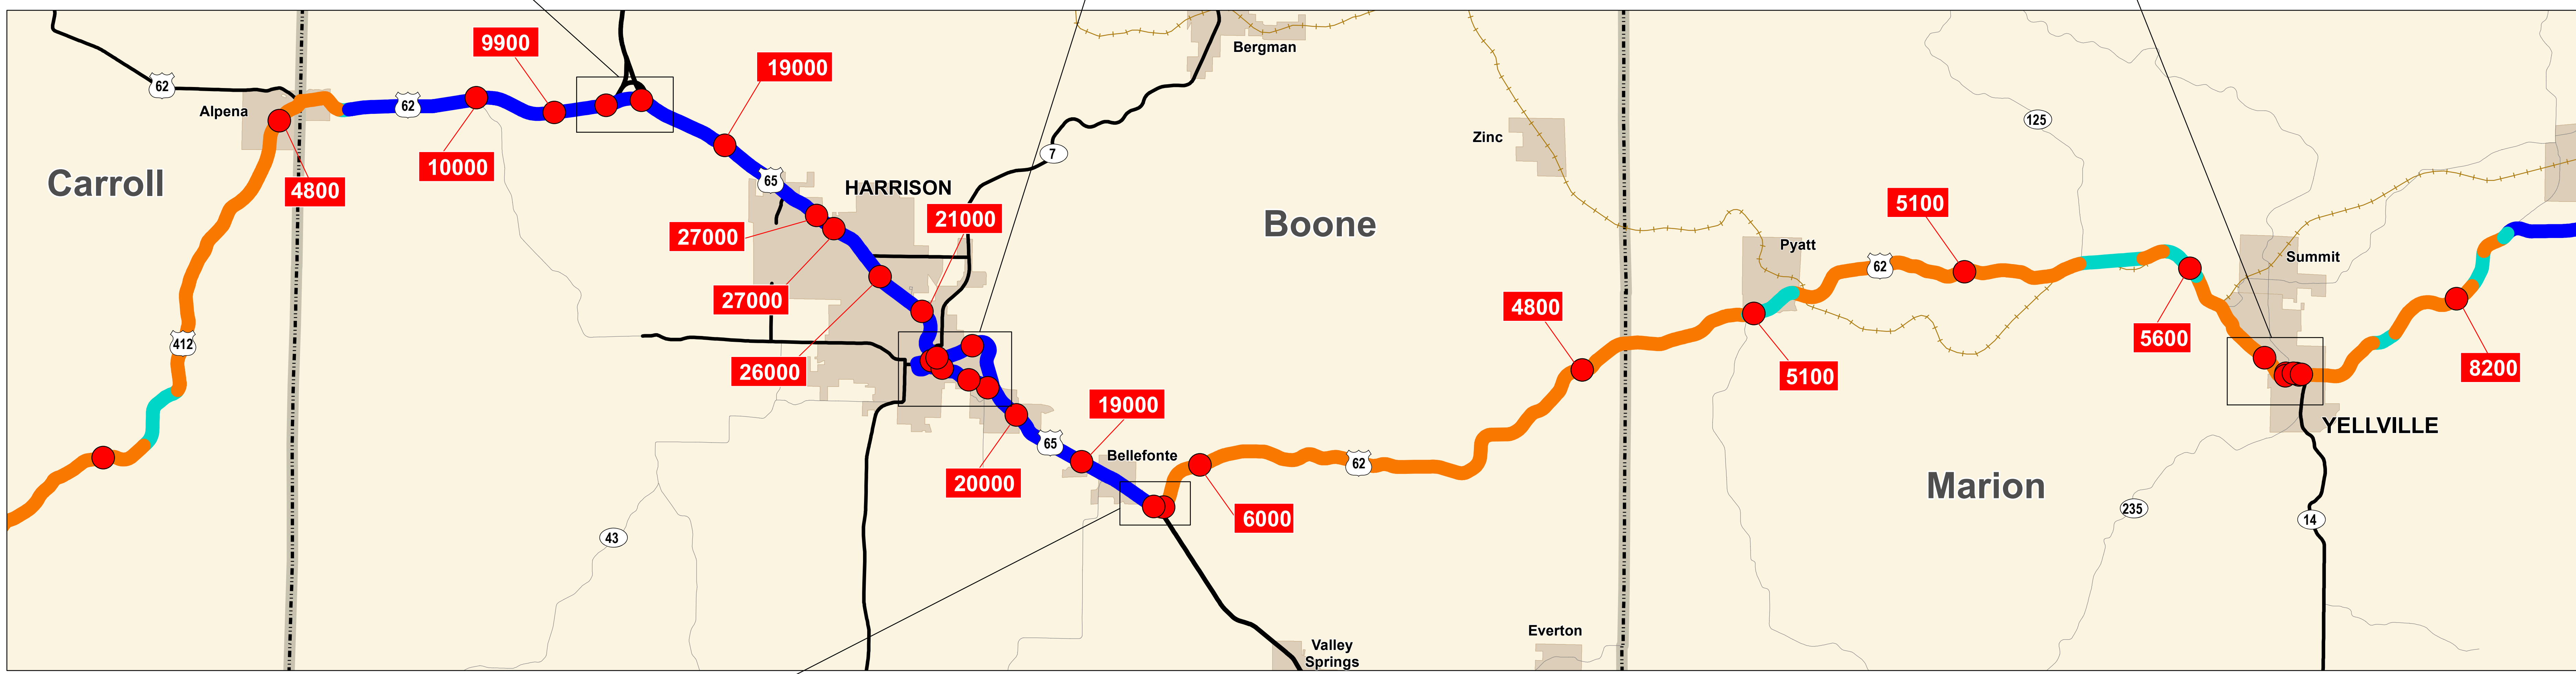 9900
Bergman
19000
62
Alpena
62
125
Zinc
7
10000
Carroll
4800
65
HARRISON
5100
21000
Boone
27000
Pyatt
Summit
62
27000
4800
5600
412
8200
26000
5100
19000
YELLVILLE
65
Bellefonte
62
20000
Marion
6000
235
14
43
Everton
Valley
Springs